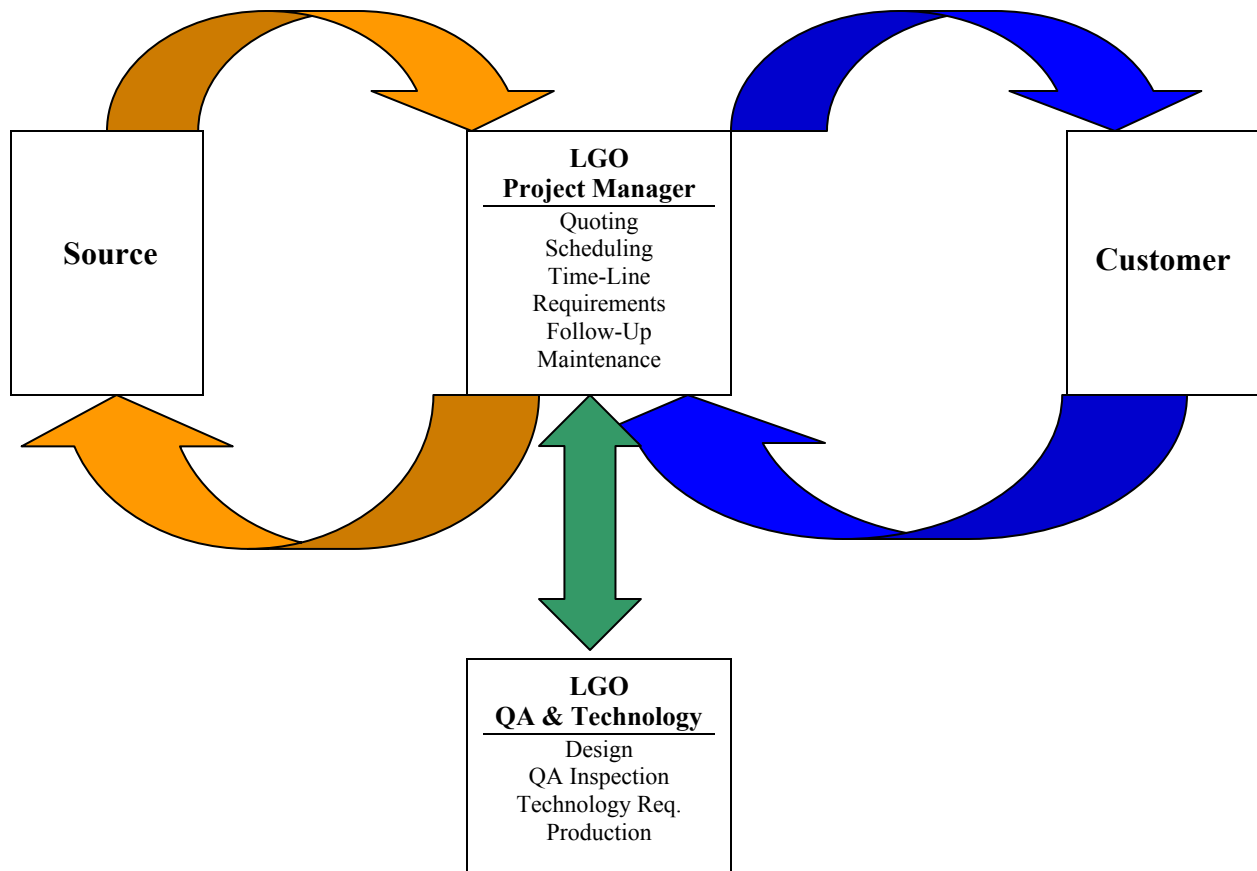 Source
LGO
Project Manager
Quoting
Scheduling
Time-Line
Requirements
Follow-Up
Maintenance
Customer
LGO
QA & Technology
Design
QA Inspection
Technology Req.
Production